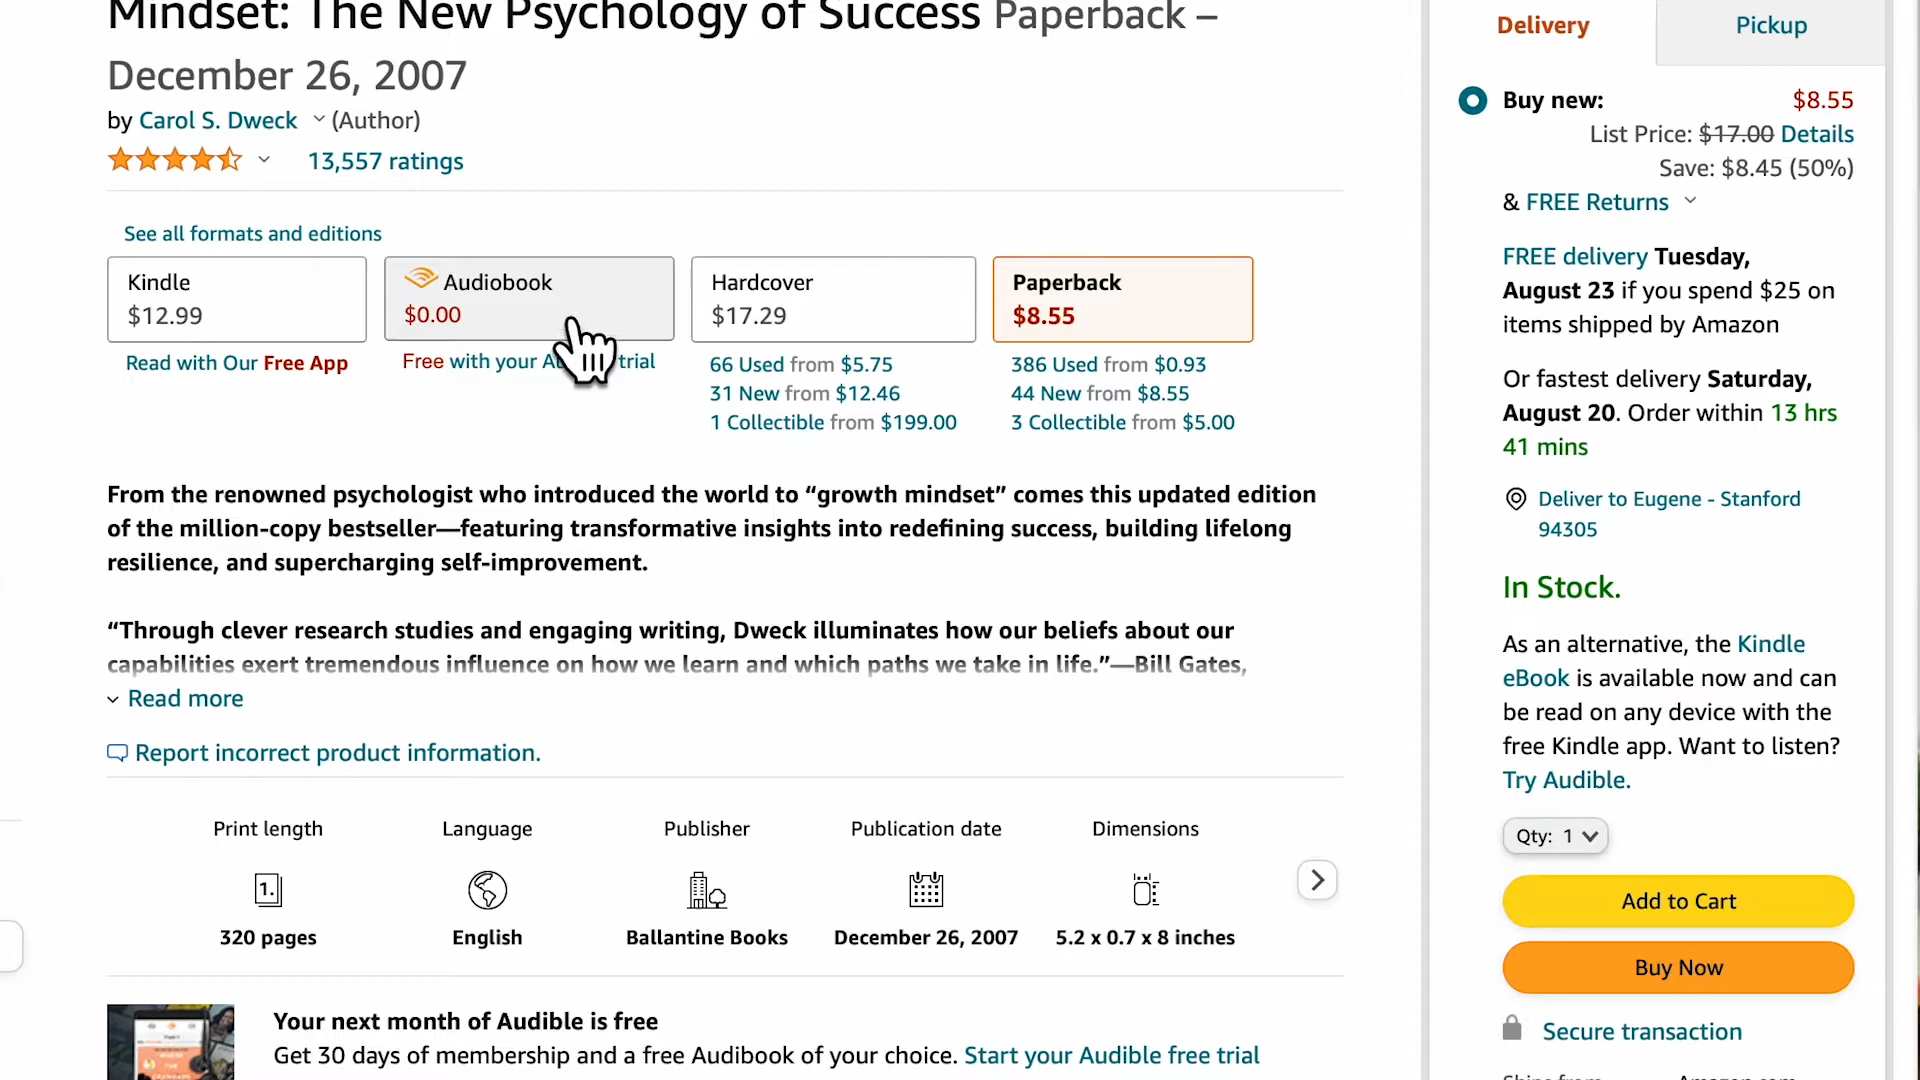 Mindset: The New Psychology of Success Paperback –
December 26, 2007
by Carol S. Dweck (Author)
13,557 ratings
See all formats and editions
Kindle
$12.99
Read with Our Free App
Audiobook
$0.00
Free with your trial
Hardcover
$17.29
66 Used from $5.75
31 New from $12.46
1 Collectible from $199.00
Paperback
$8.55
386 Used from $0.93
44 New from $8.55
3 Collectible from $5.00
From the renowned psychologist who introduced the world to “growth mindset” comes this updated edition
of the million-copy bestseller—featuring transformative insights into redefining success, building lifelong
resilience, and supercharging self-improvement.
“Through clever research studies and engaging writing, Dweck illuminates how our beliefs about our
capabilities exert tremendous influence on how we learn and which paths we take in life.”—Bill Gates,
Read more
Report incorrect product information.
Print length
1.
320 pages
Language
English
Publisher
Ballantine Books
Publication date
December 26, 2007
Dimensions
5.2 x 0.7 x 8 inches
Your next month of Audible is free
Get 30 days of membership and a free Audibook of your choice. Start your Audible free trial
Delivery
Pickup
Buy new: $8.55
List Price: $17.00 Details
Save: $8.45 (50%)
& FREE Returns
FREE delivery Tuesday,
August 23 if you spend $25 on
items shipped by Amazon
Or fastest delivery Saturday,
August 20. Order within 13 hrs
41 mins
Deliver to Eugene - Stanford
94305
In Stock.
As an alternative, the Kindle
eBook is available now and can
be read on any device with the
free Kindle app. Want to listen?
Try Audible.
Qty: 1
Add to Cart
Buy Now
Secure transaction
Ships from Amazon.com